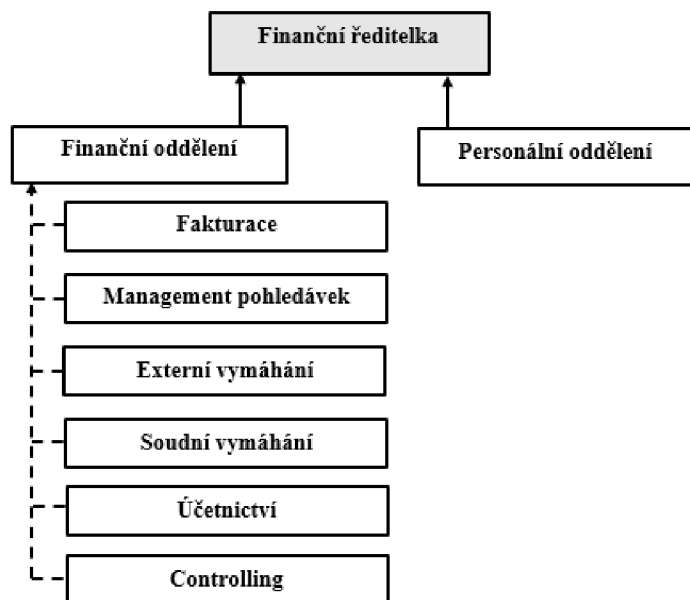 Finanční ředitelka
Finanční oddělení
Personální oddělení
Fakturace
Management pohledávek
Externí vymáhání
Soudní vymáhání
Účetnictví
Controlling